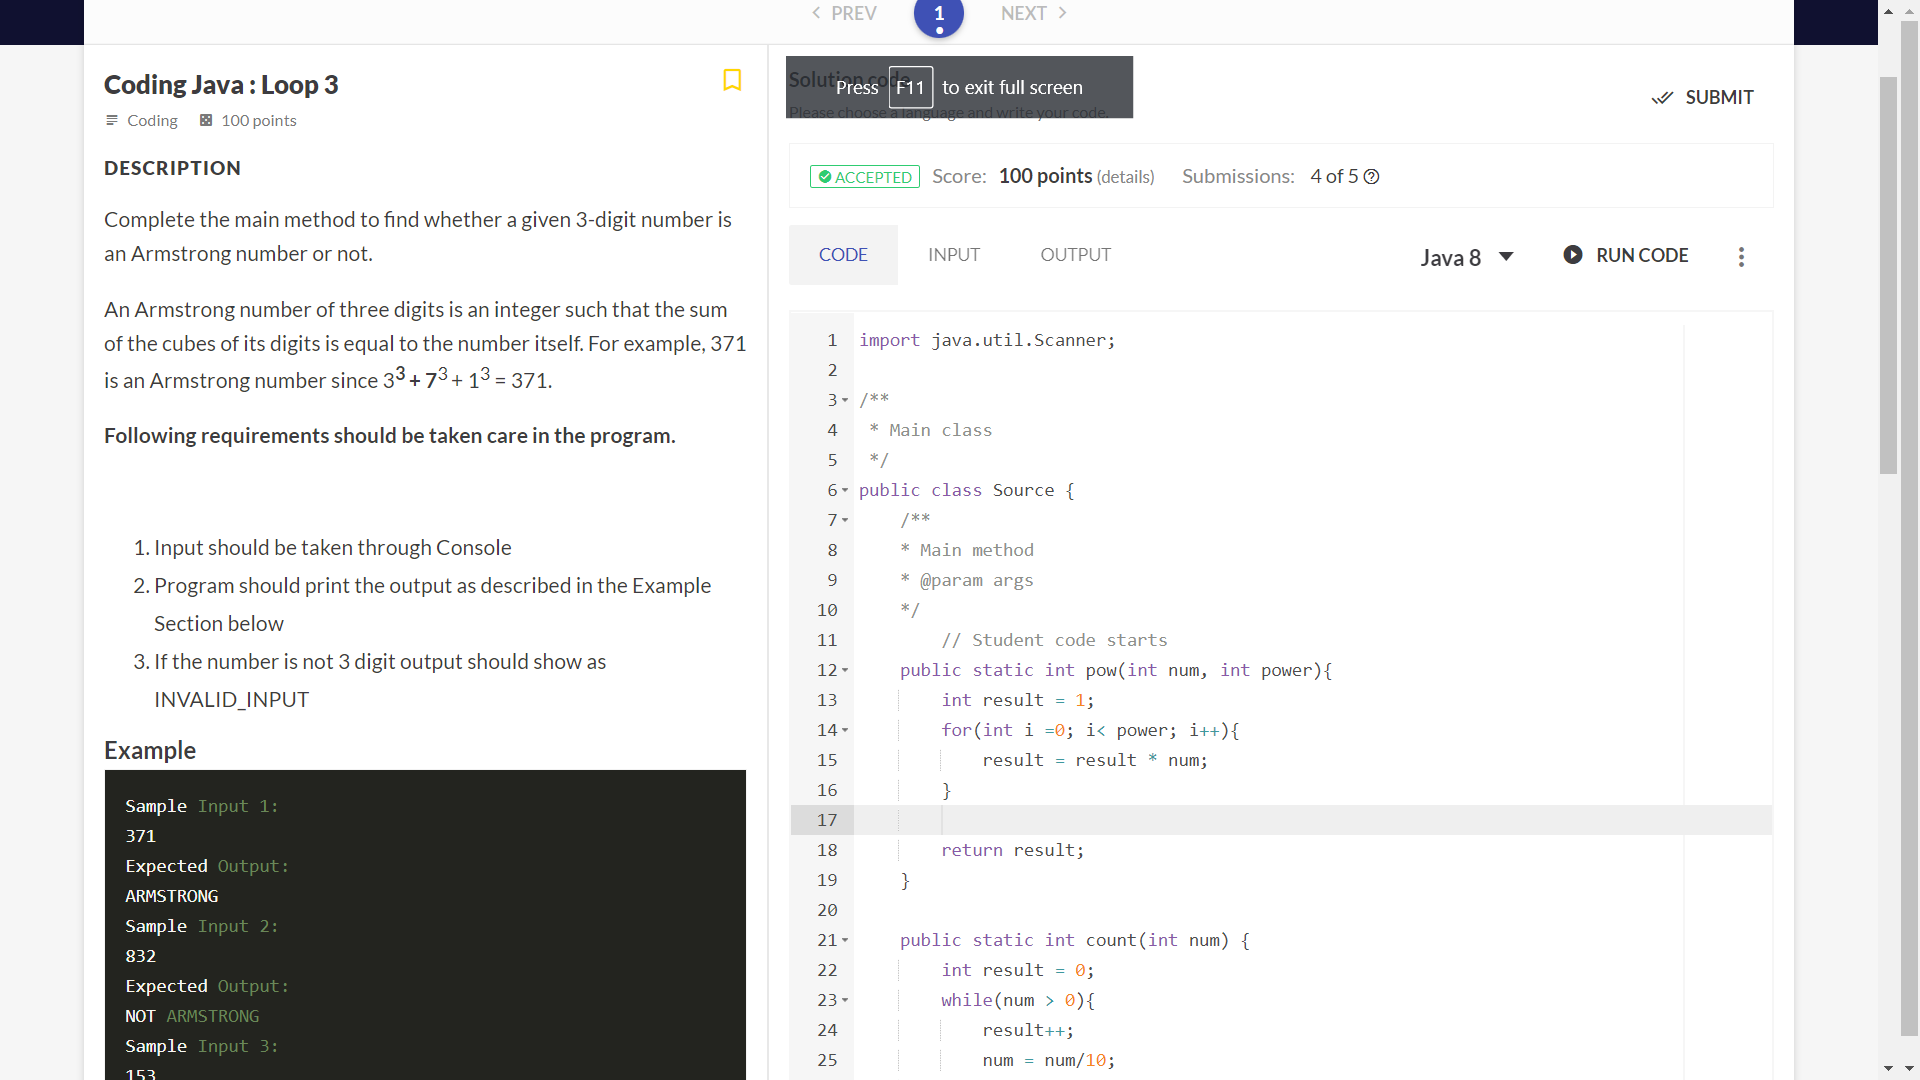 PREV 1 NEXT
Coding Java : Loop 3
Coding 100 points
DESCRIPTION
Complete the main method to find whether a given 3-digit number is
an Armstrong number or not.
An Armstrong number of three digits is an integer such that the sum
of the cubes of its digits is equal to the number itself. For example, 371
is an Armstrong number since 3³ + 7³ + 1³ = 371.
Following requirements should be taken care in the program.
1. Input should be taken through Console
2. Program should print the output as described in the Example
Section below
3. If the number is not 3 digit output should show as
INVALID_INPUT
Example
Sample Input 1:
371
Expected Output:
ARMSTRONG
Sample Input 2:
832
Expected Output:
NOT ARMSTRONG
Sample Input 3:
153
Solution code
Press F11 to exit full screen
Please choose a language and write your code.
SUBMIT
ACCEPTED Score: 100 points (details) Submissions: 4 of 5
CODE INPUT OUTPUT Java 8 RUN CODE
1 import java.util.Scanner;
2
3 /**
4 * Main class
5 */
6 public class Source {
7 /**
8 * Main method
9 * @param args
10 */
11 // Student code starts
12 public static int pow(int num, int power){
13 int result = 1;
14 for(int i =0; i< power; i++){
15 result = result * num;
16 }
17
18 return result;
19 }
20
21 public static int count(int num) {
22 int result = 0;
23 while(num > 0){
24 result++;
25 num = num/10;